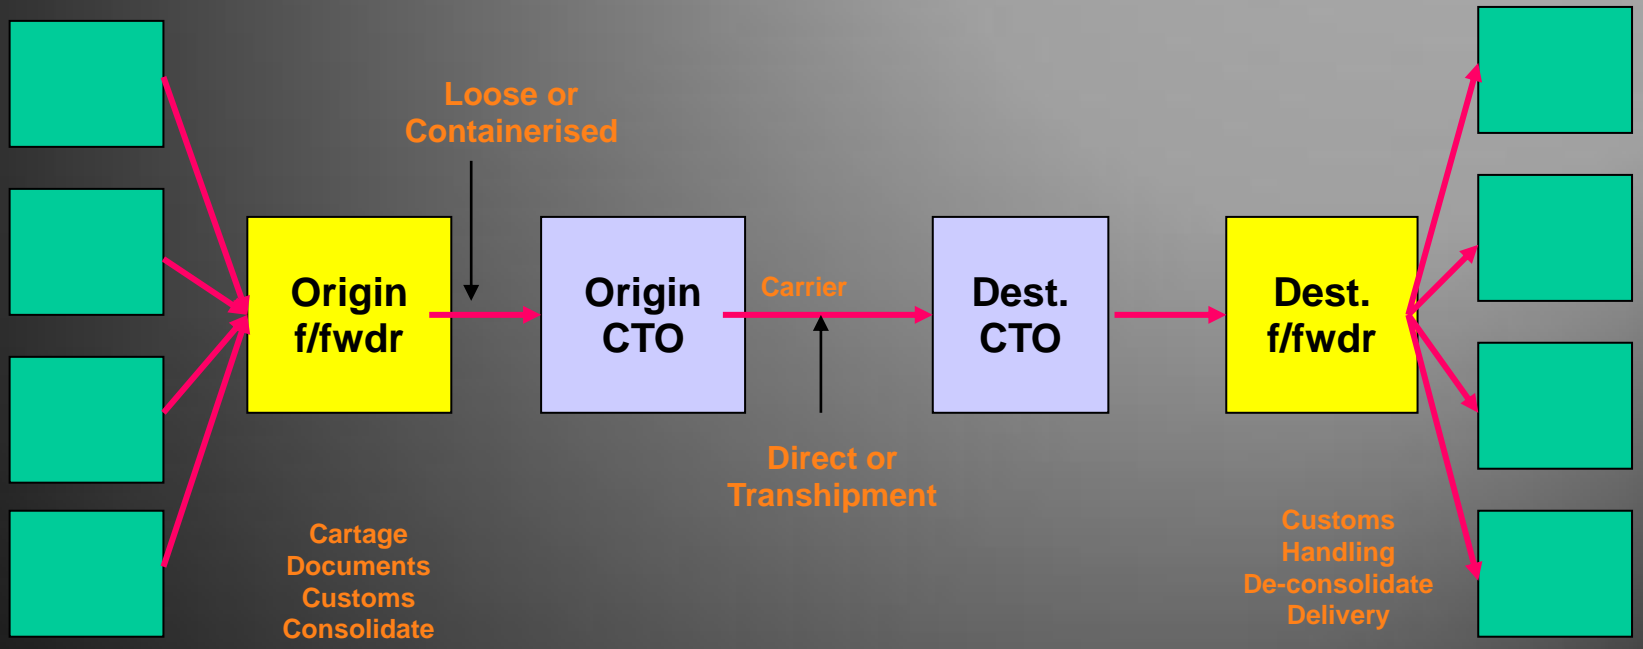 Loose or
Containerised
Origin
f/fwdr
Origin
CTO
Carrier
Dest.
CTO
Dest.
f/fwdr
Direct or
Transhipment
Cartage
Documents
Customs
Consolidate
Customs
Handling
De-consolidate
Delivery